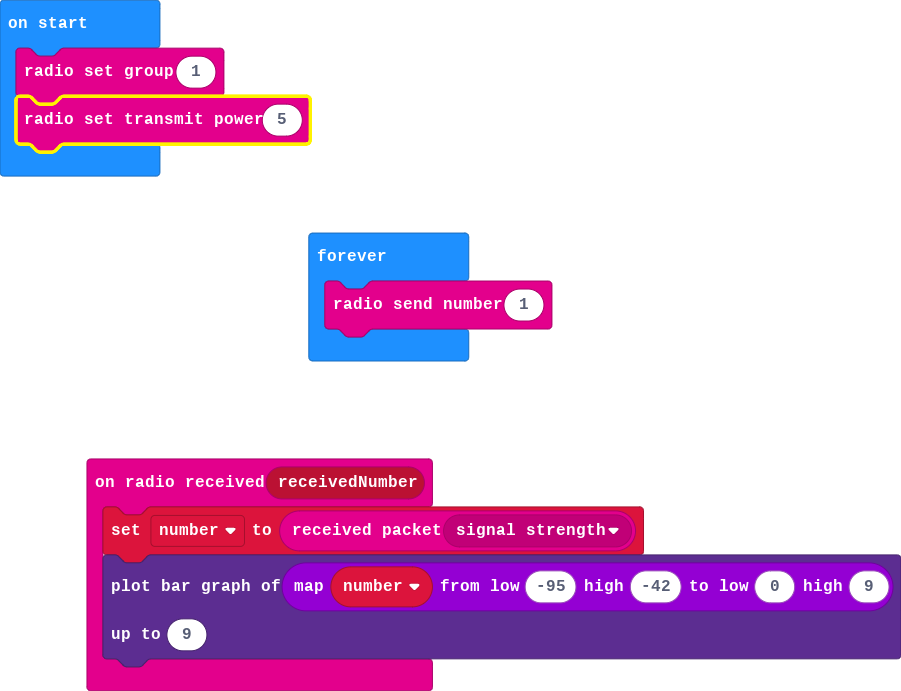 on start
radio set group 1
radio set transmit power 5
forever
radio send number 1
on radio received receivedNumber
set number to received packet signal strength
plot bar graph of map number from low -95 high -42 to low 0 high 9
up to 9